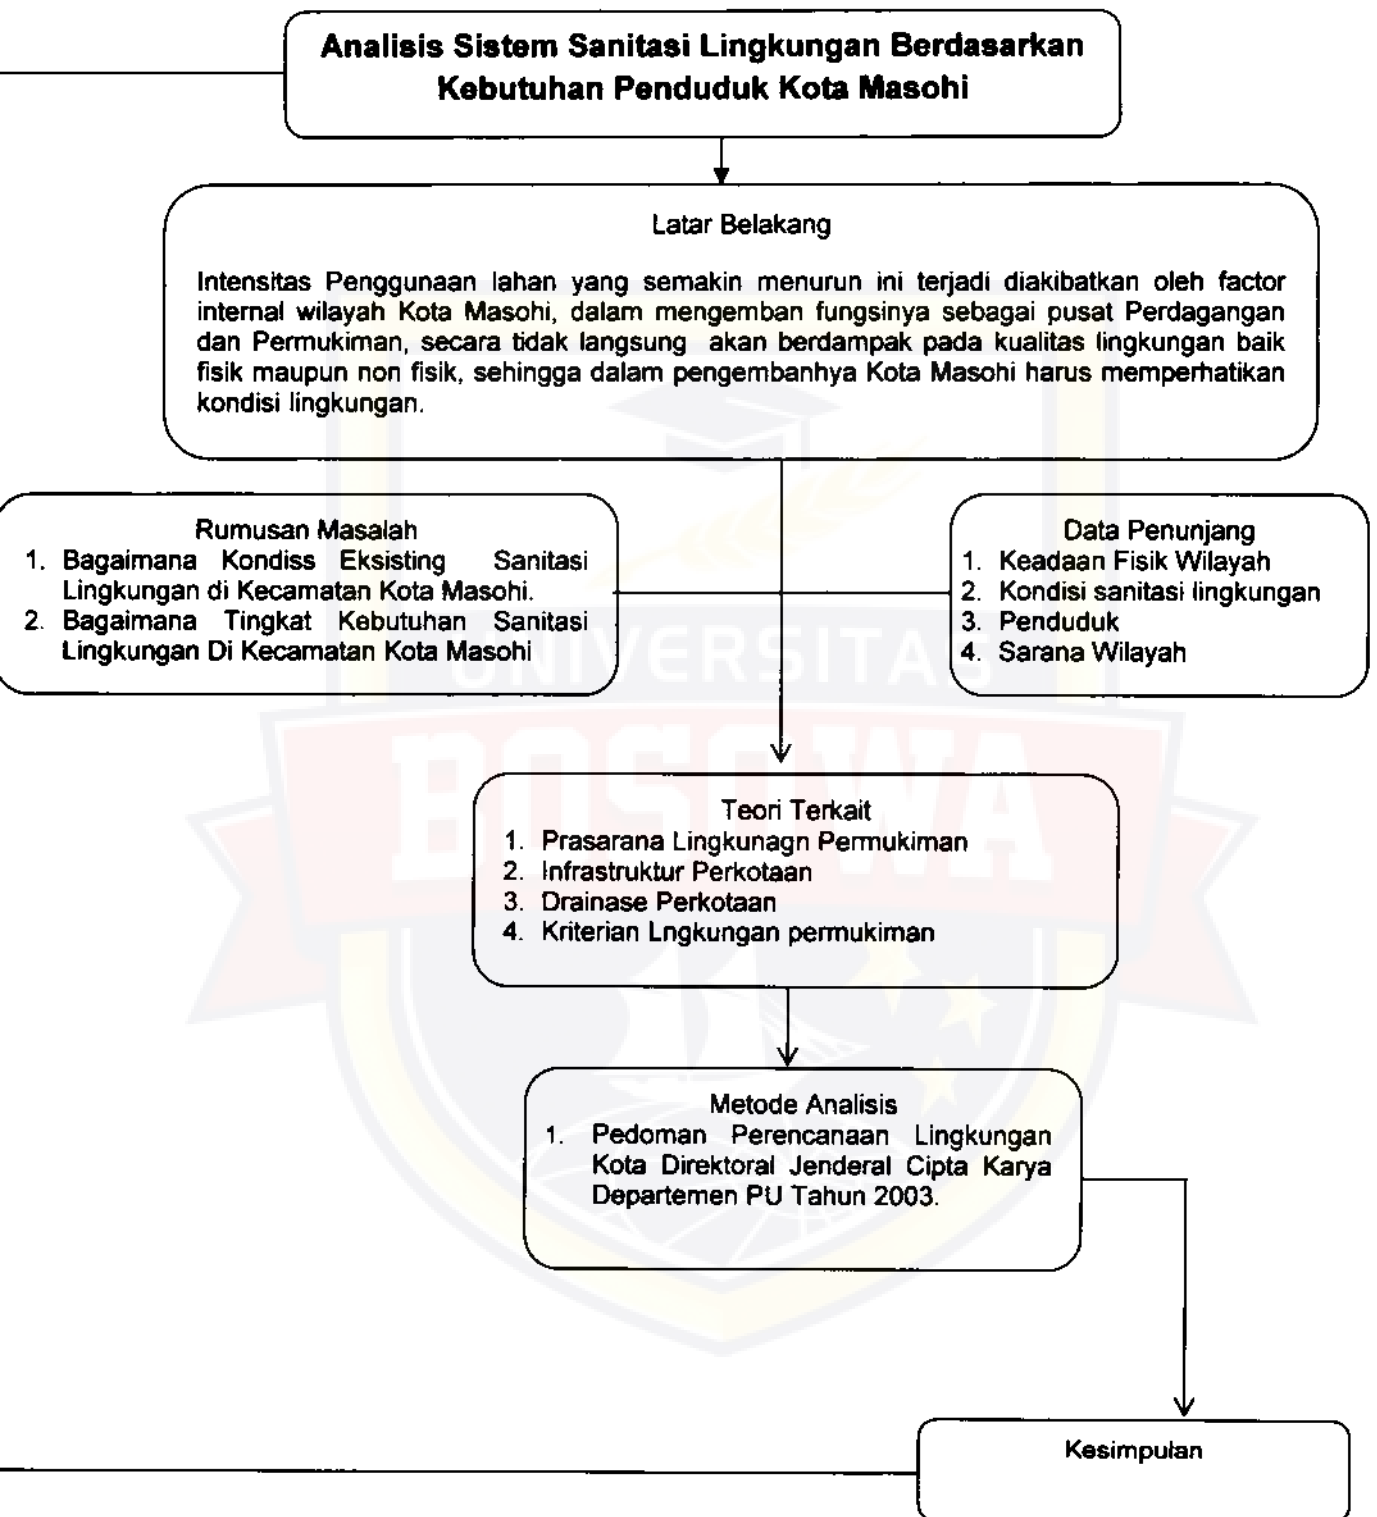 Analisis Sistem Sanitasi Lingkungan Berdasarkan
Kebutuhan Penduduk Kota Masohi
Latar Belakang
Intensitas Penggunaan lahan yang semakin menurun ini terjadi diakibatkan oleh factor
internal wilayah Kota Masohi, dalam mengemban fungsinya sebagai pusat Perdagangan
dan Permukiman, secara tidak langsung akan berdampak pada kualitas lingkungan baik
fisik maupun non fisik, sehingga dalam pengembanhya Kota Masohi harus memperhatikan
kondisi lingkungan.
Rumusan Masalah
1. Bagaimana Kondiss Eksisting Sanitasi
Lingkungan di Kecamatan Kota Masohi.
2. Bagaimana Tingkat Kebutuhan Sanitasi
Lingkungan Di Kecamatan Kota Masohi
Data Penunjang
1. Keadaan Fisik Wilayah
2. Kondisi sanitasi lingkungan
3. Penduduk
4. Sarana Wilayah
UNIVERSITAS
BOSOWA
Teori Terkait
1. Prasarana Lingkunagn Permukiman
2. Infrastruktur Perkotaan
3. Drainase Perkotaan
4. Kriterian Lngkungan permukiman
Metode Analisis
1. Pedoman Perencanaan Lingkungan
Kota Direktoral Jenderal Cipta Karya
Departemen PU Tahun 2003.
Kesimpulan